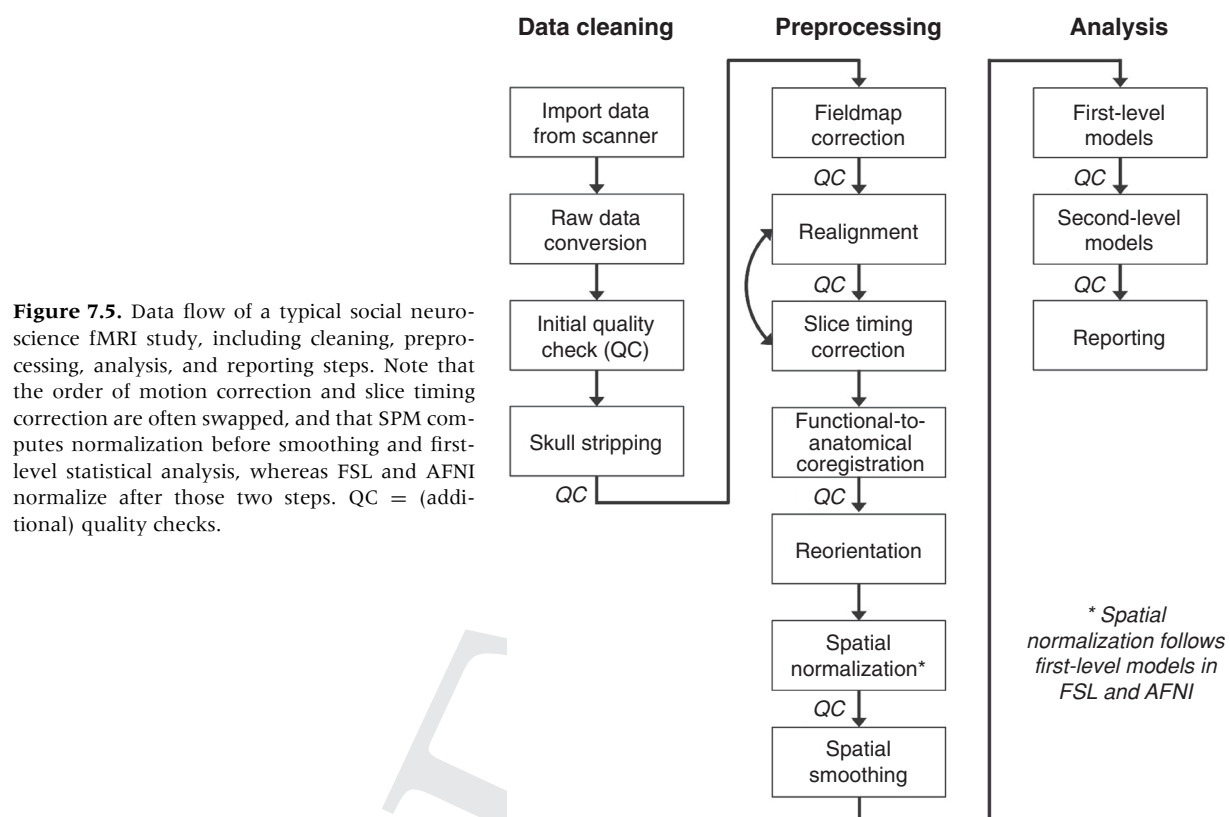 Data cleaning
Import data
from scanner
Raw data
conversion
Initial quality
check (QC)
Skull stripping
QC
Preprocessing
Fieldmap
correction
QC
Realignment
QC
Slice timing
correction
Functional-to-
anatomical
coregistration
QC
Reorientation
Spatial
normalization*
QC
Spatial
smoothing
Analysis
First-level
models
QC
Second-level
models
QC
Reporting
* Spatial
normalization follows
first-level models in
FSL and AFNI
Figure 7.5. Data flow of a typical social neuro-
science fMRI study, including cleaning, prepro-
cessing, analysis, and reporting steps. Note that
the order of motion correction and slice timing
correction are often swapped, and that SPM com-
putes normalization before smoothing and first-
level statistical analysis, whereas FSL and AFNI
normalize after those two steps. QC = (addi-
tional) quality checks.